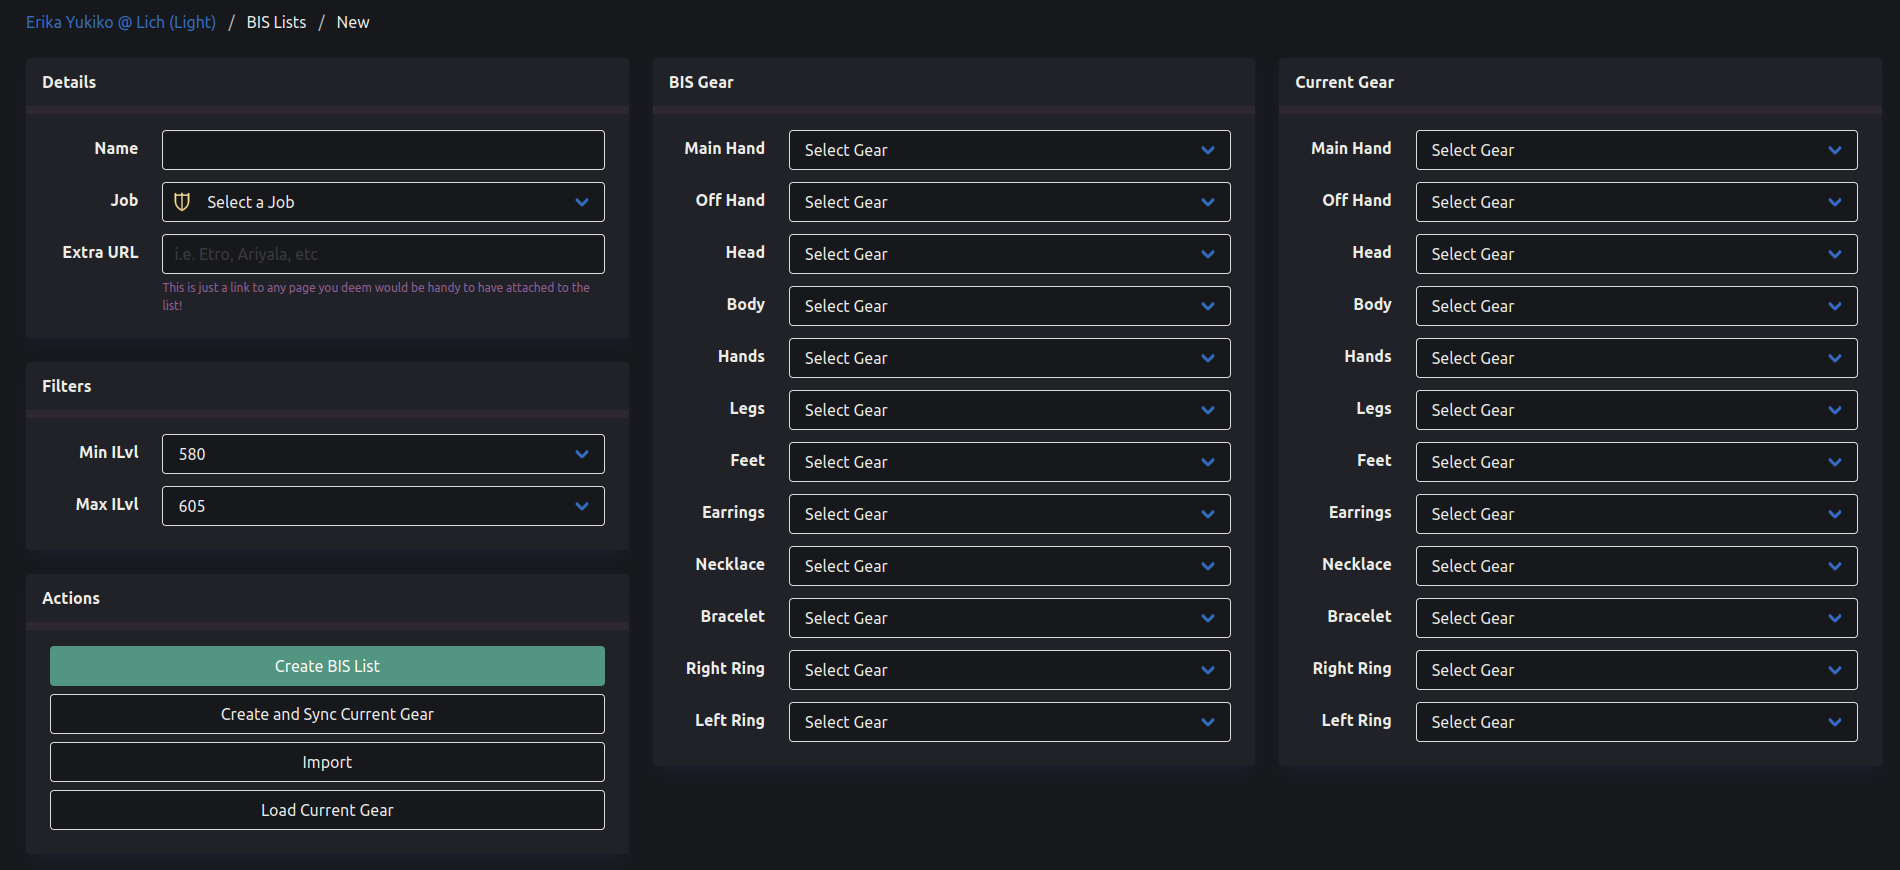 Erika Yukiko @ Lich (Light) / BIS Lists / New
Details
Name
Job Select a Job
Extra URL i.e. Etro, Ariyala, etc
This is just a link to any page you deem would be handy to have attached to the
list!
Filters
Min ILvl 580
Max ILvl 605
Actions
Create BIS List
Create and Sync Current Gear
Import
Load Current Gear
BIS Gear
Main Hand Select Gear
Off Hand Select Gear
Head Select Gear
Body Select Gear
Hands Select Gear
Legs Select Gear
Feet Select Gear
Earrings Select Gear
Necklace Select Gear
Bracelet Select Gear
Right Ring Select Gear
Left Ring Select Gear
Current Gear
Main Hand Select Gear
Off Hand Select Gear
Head Select Gear
Body Select Gear
Hands Select Gear
Legs Select Gear
Feet Select Gear
Earrings Select Gear
Necklace Select Gear
Bracelet Select Gear
Right Ring Select Gear
Left Ring Select Gear